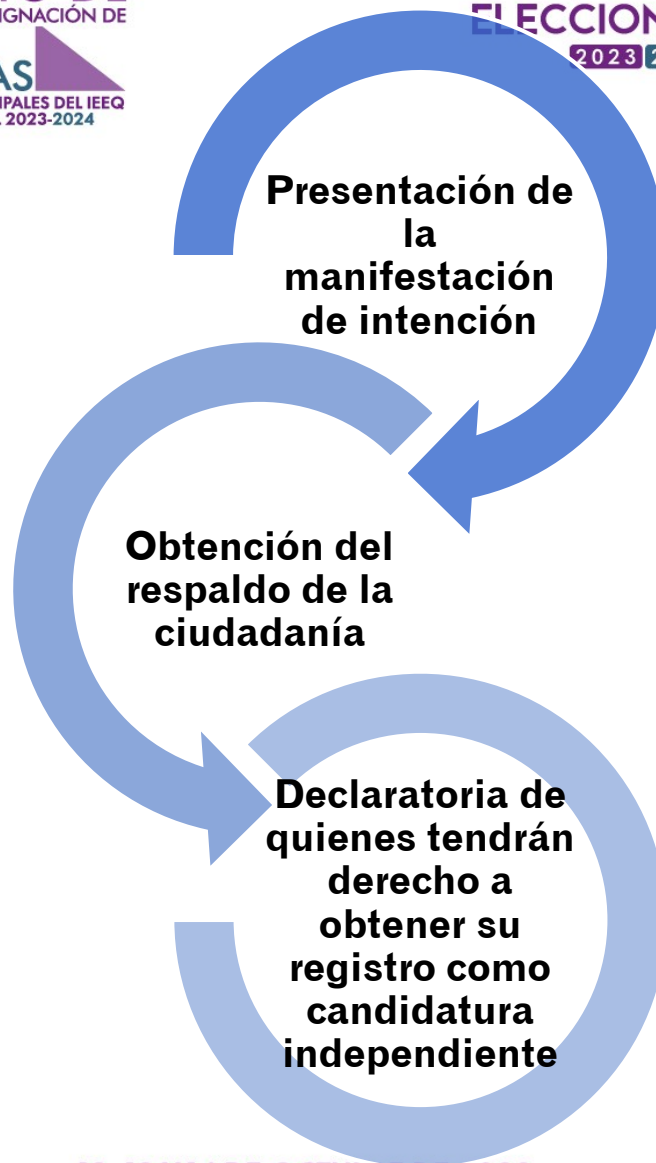 DE
IGNACIÓN DE
AS
IPALES DEL IEEQ
2023-2024
ELECCION
2023
Presentación de
la
manifestación
de intención
Obtención del
respaldo de la
ciudadanía
Declaratoria de
quienes tendrán
derecho a
obtener su
registro como
candidatura
independiente